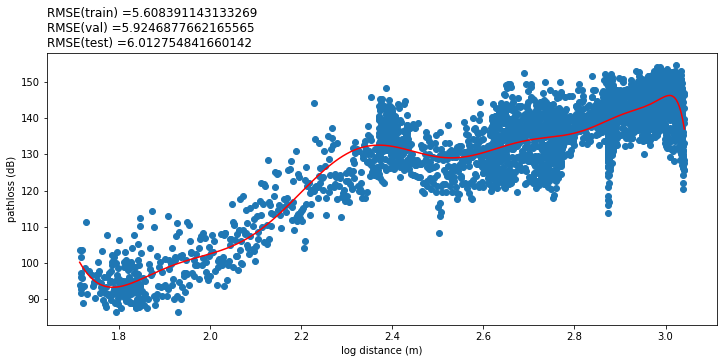 RMSE(train) =5.608391143133269
RMSE(val) =5.9246877662165565
RMSE(test) =6.012754841660142
150
140
130
120
110
100
90
pathloss (dB)
1.8 2.0 2.2 2.4 2.6 2.8 3.0
log distance (m)